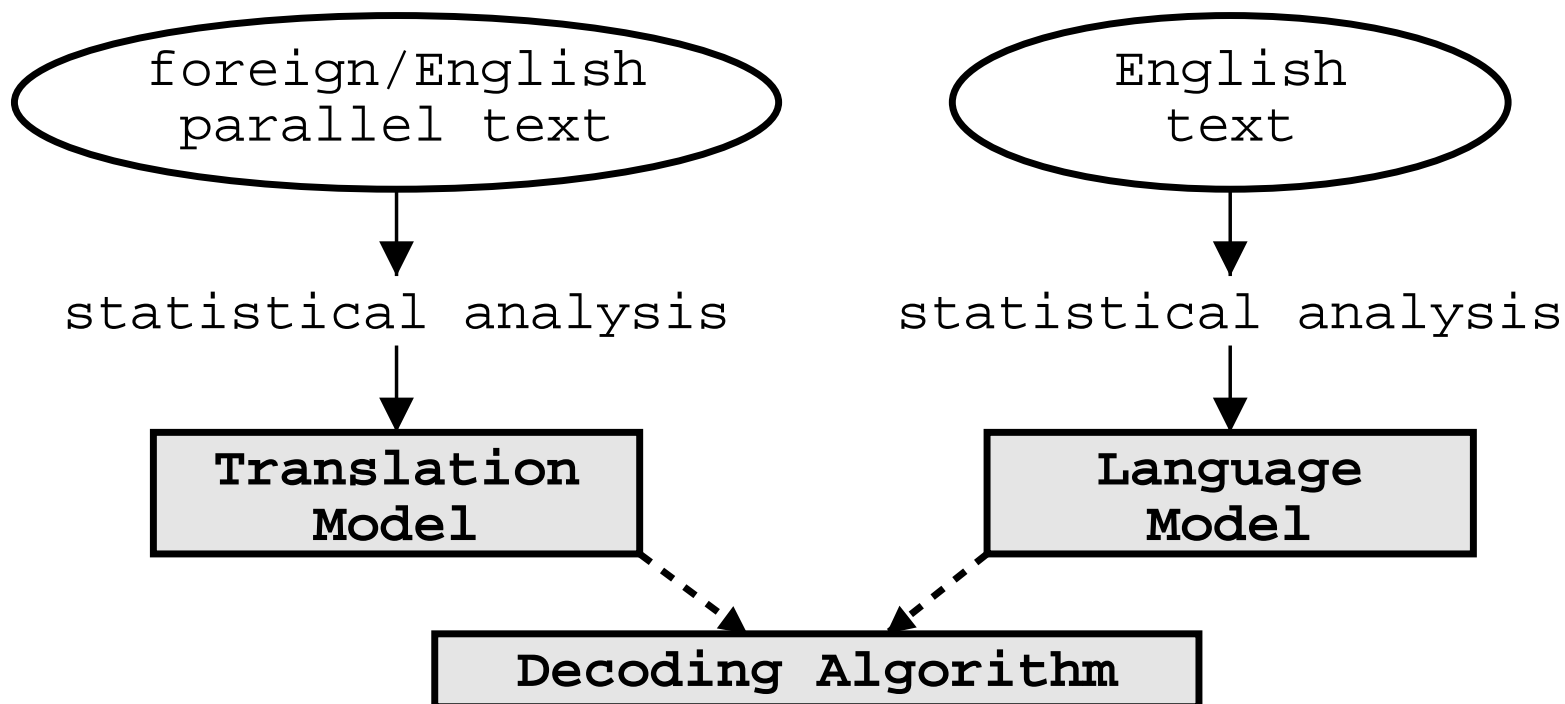 foreign/English
parallel text
English
text
statistical analysis
statistical analysis
Translation
Model
Language
Model
Decoding Algorithm